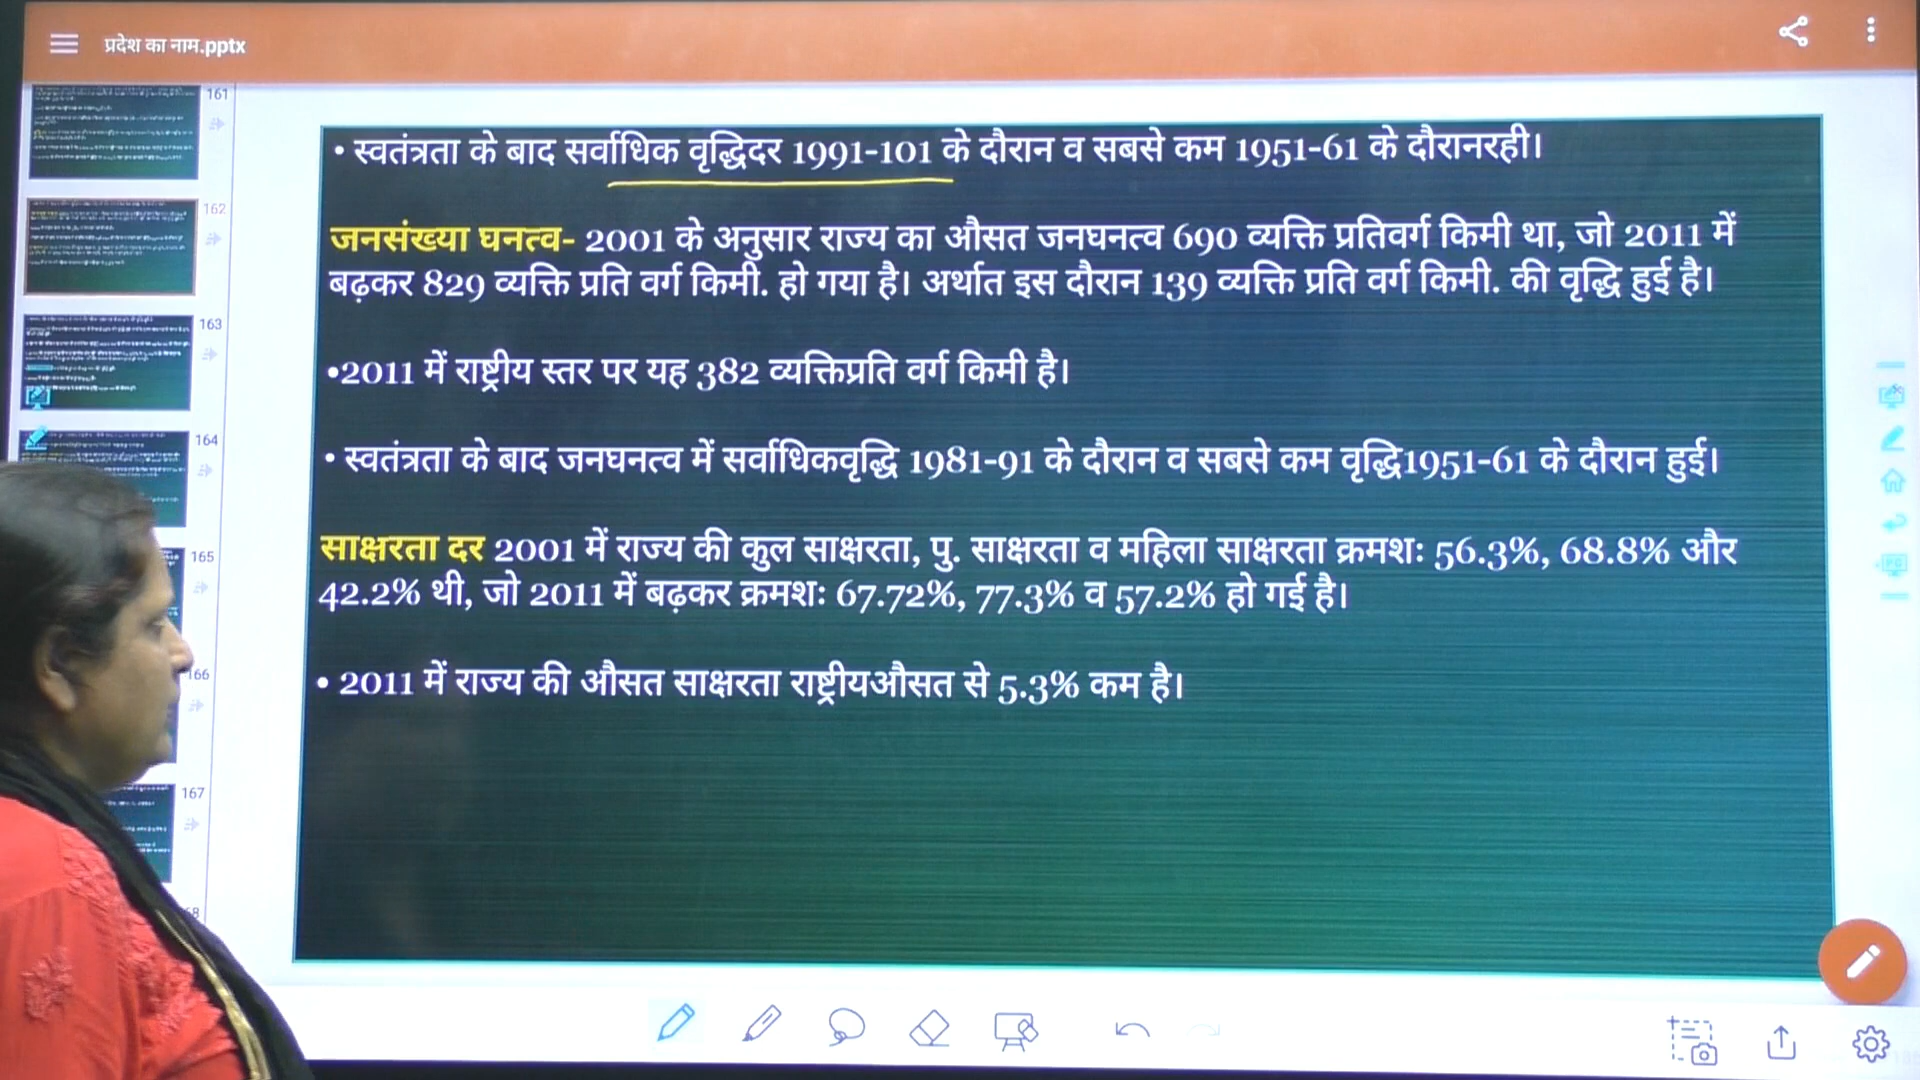 प्रदेश का नाम.pptx
161
162
163
164
165
166
167
• स्वतंत्रता के बाद सर्वाधिक वृद्धिदर 1991-101 के दौरान व सबसे कम 1951-61 के दौरानरही।
जनसंख्या घनत्व- 2001 के अनुसार राज्य का औसत जनघनत्व 690 व्यक्ति प्रतिवर्ग किमी था, जो 2011 में
बढ़कर 829 व्यक्ति प्रति वर्ग किमी. हो गया है। अर्थात इस दौरान 139 व्यक्ति प्रति वर्ग किमी. की वृद्धि हुई है।
•2011 में राष्ट्रीय स्तर पर यह 382 व्यक्तिप्रति वर्ग किमी है।
• स्वतंत्रता के बाद जनघनत्व में सर्वाधिकवृद्धि 1981-91 के दौरान व सबसे कम वृद्धि1951-61 के दौरान हुई।
साक्षरता दर 2001 में राज्य की कुल साक्षरता, पु. साक्षरता व महिला साक्षरता क्रमशः 56.3%, 68.8% और
42.2% थी, जो 2011 में बढ़कर क्रमशः 67.72%, 77.3% व 57.2% हो गई है।
• 2011 में राज्य की औसत साक्षरता राष्ट्रीयऔसत से 5.3% कम है।